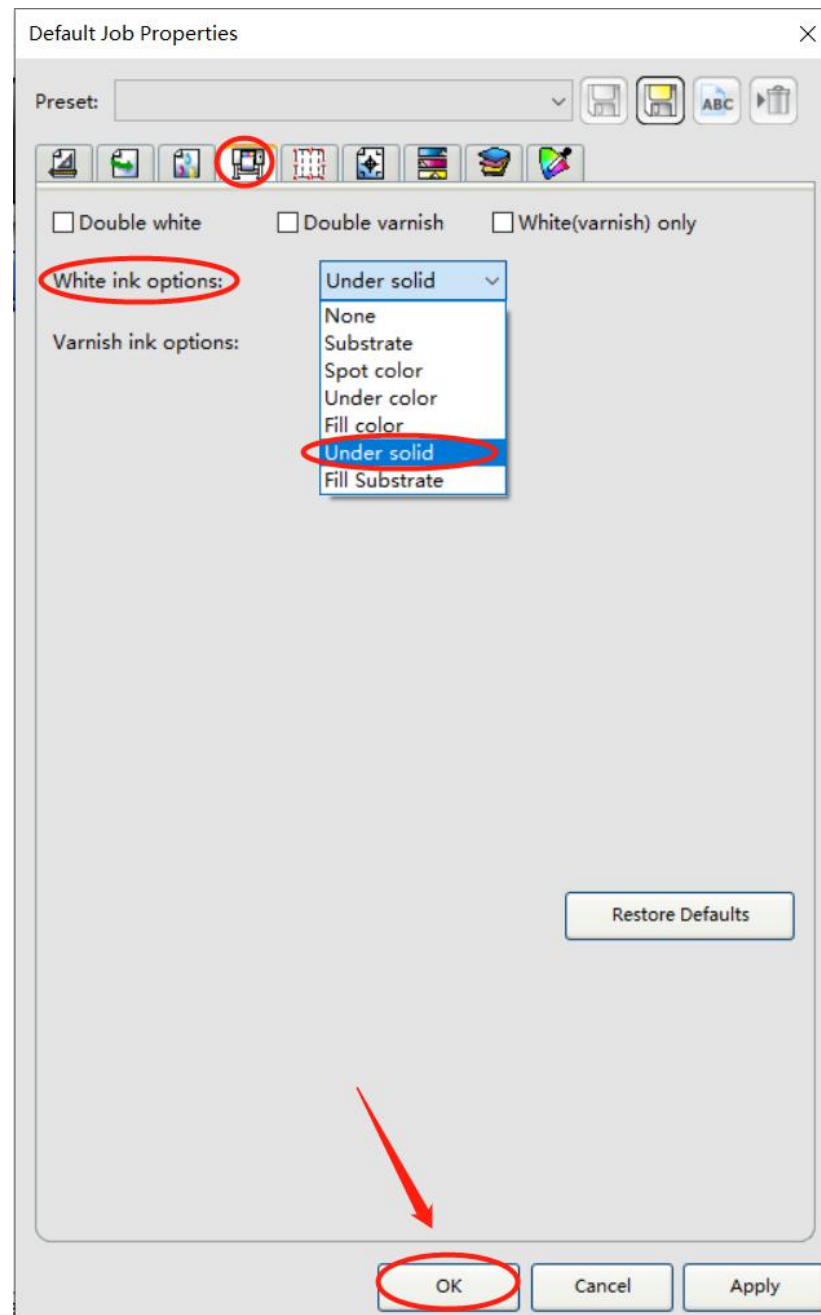 Default Job Properties
Preset:
ABC
Double white Double varnish White(varnish) only
White ink options: Under solid
None
Varnish ink options: Substrate
Spot color
Under color
Fill color
Under solid
Fill Substrate
Restore Defaults
OK Cancel Apply